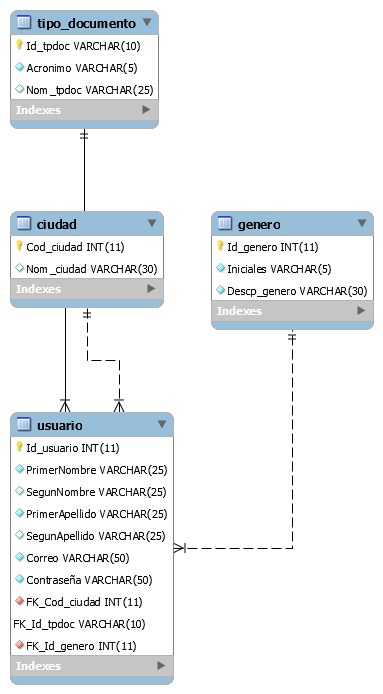 tipo_documento
Id_tpdoc VARCHAR(10)
Acronimo VARCHAR(5)
Nom_tpdoc VARCHAR(25)
Indexes
ciudad
Cod_ciudad INT(11)
Nom_ciudad VARCHAR(30)
Indexes
genero
Id_genero INT(11)
Iniciales VARCHAR(5)
Descp_genero VARCHAR(30)
Indexes
usuario
Id_usuario INT(11)
PrimerNombre VARCHAR(25)
SegunNombre VARCHAR(25)
PrimerApellido VARCHAR(25)
SegunApellido VARCHAR(25)
Correo VARCHAR(50)
Contraseña VARCHAR(50)
FK_Cod_ciudad INT(11)
FK_Id_tpdoc VARCHAR(10)
FK_Id_genero INT(11)
Indexes